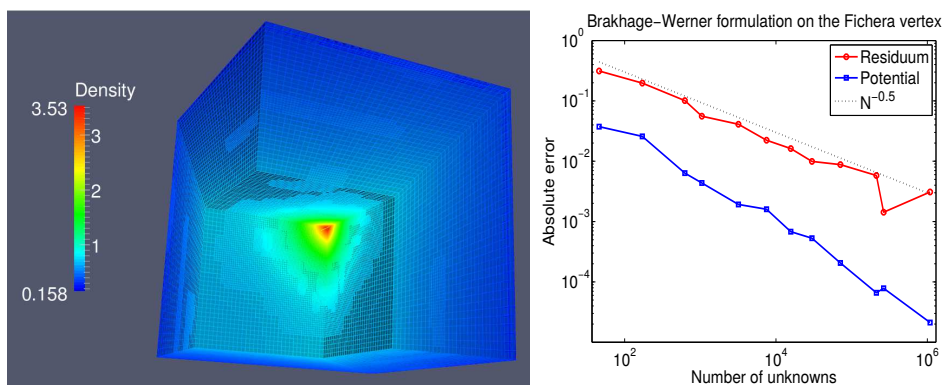 Density
3.53
3
2
1
0.158
Brakhage−Werner formulation on the Fichera vertex
Residuum
Potential
N−0.5
Absolute error
10^0
10^−1
10^−2
10^−3
10^−4
10^2
10^4
10^6
Number of unknowns